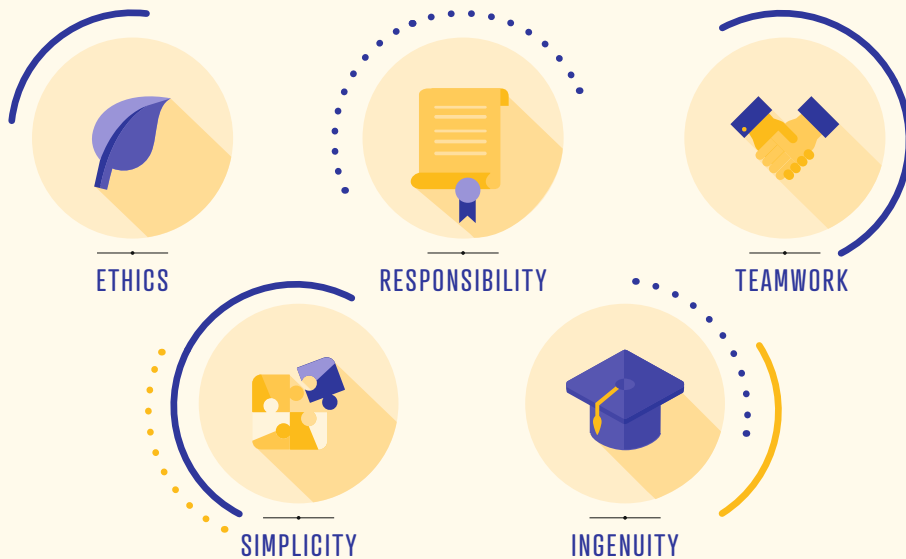 ETHICS
RESPONSIBILITY
TEAMWORK
SIMPLICITY
INGENUITY